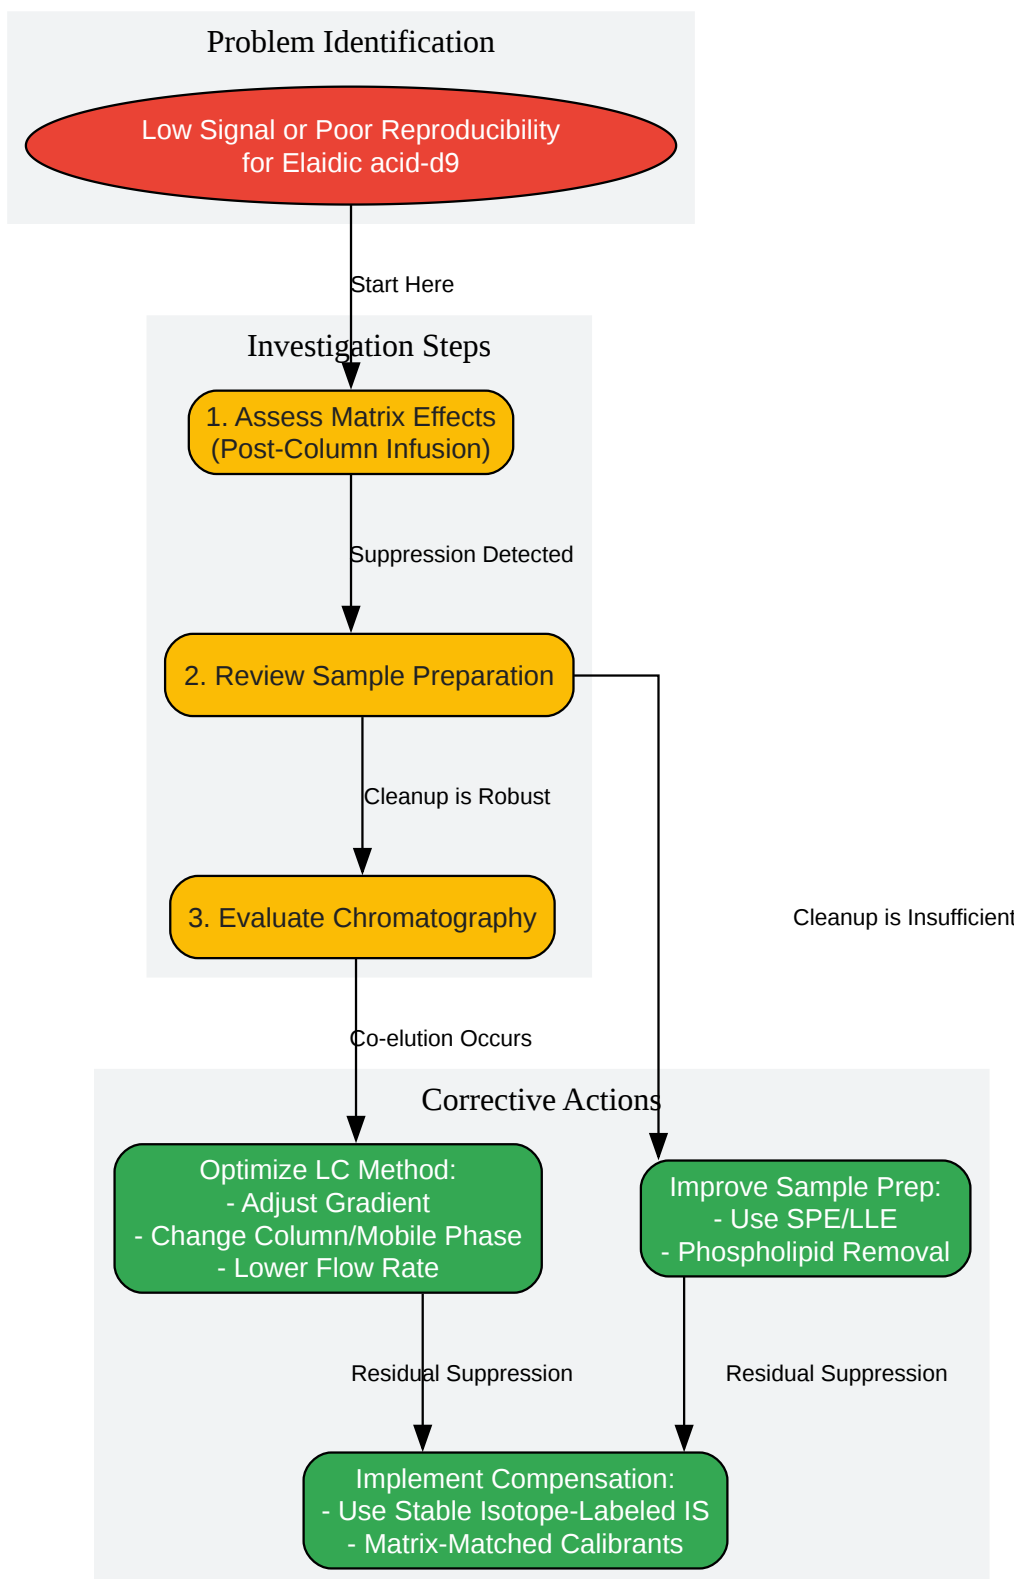 Problem Identification
Low Signal or Poor Reproducibility
for Elaidic acid-d9
Start Here
Investigation Steps
1. Assess Matrix Effects
(Post-Column Infusion)
Suppression Detected
2. Review Sample Preparation
Cleanup is Robust
3. Evaluate Chromatography
Cleanup is Insufficient
Co-elution Occurs
Corrective Actions
Optimize LC Method:
- Adjust Gradient
- Change Column/Mobile Phase
- Lower Flow Rate
Improve Sample Prep:
- Use SPE/LLE
- Phospholipid Removal
Residual Suppression
Residual Suppression
Implement Compensation:
- Use Stable Isotope-Labeled IS
- Matrix-Matched Calibrants